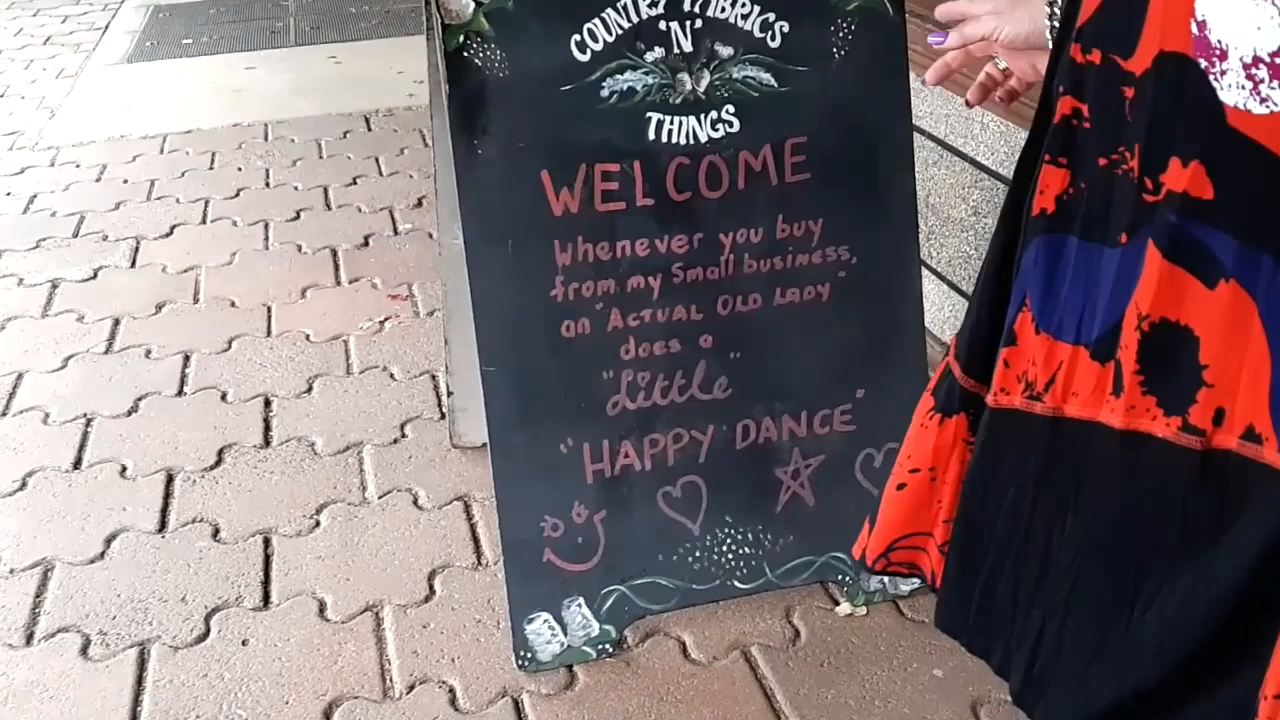 COUNTRY FABRICS
'N'
THINGS
WELCOME
Whenever you buy
from my Small business,
an "ACTUAL OLD LADY"
does a
"Little"
"HAPPY DANCE"